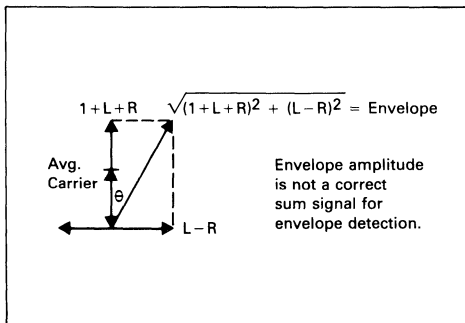 1+L+R √(1+L+R)2 + (L−R)2 = Envelope
Avg.
Carrier
θ
L−R
Envelope amplitude
is not a correct
sum signal for
envelope detection.